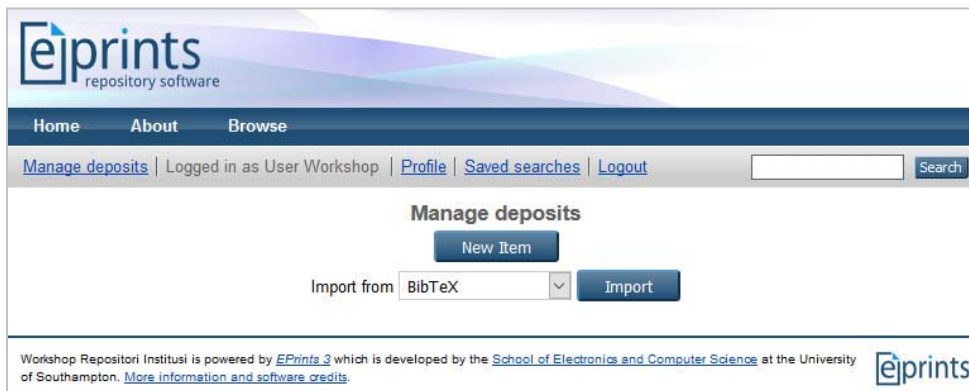 eprints
repository software
Home About Browse
Manage deposits | Logged in as User Workshop | Profile | Saved searches | Logout Search
Manage deposits
New Item
Import from BibTeX Import
Workshop Repositori Institusi is powered by EPrints 3 which is developed by the School of Electronics and Computer Science at the University
of Southampton. More information and software credits.
eprints